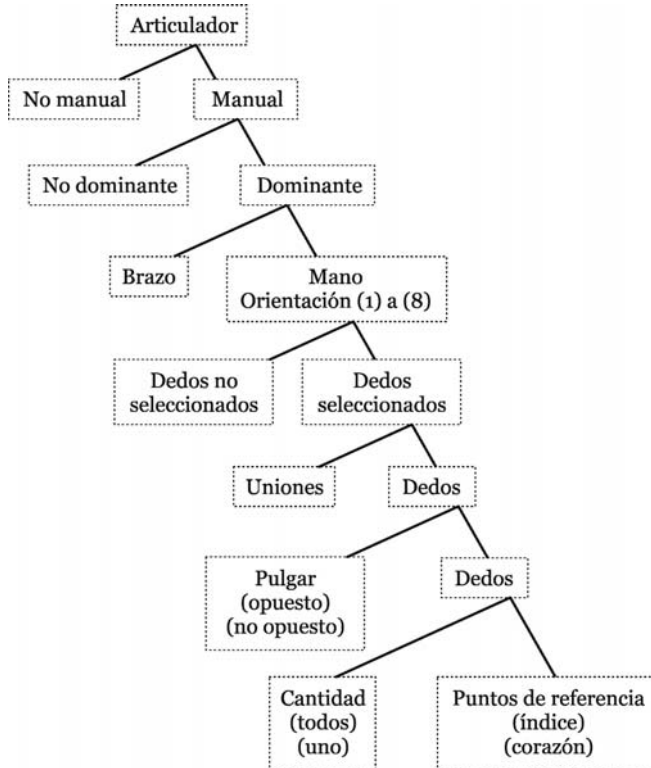 Articulador
No manual
Manual
No dominante
Dominante
Brazo
Mano
Orientación (1) a (8)
Dedos no
seleccionados
Dedos
seleccionados
Uniones
Dedos
Pulgar
(opuesto)
(no opuesto)
Dedos
Cantidad
(todos)
(uno)
Puntos de referencia
(índice)
(corazón)